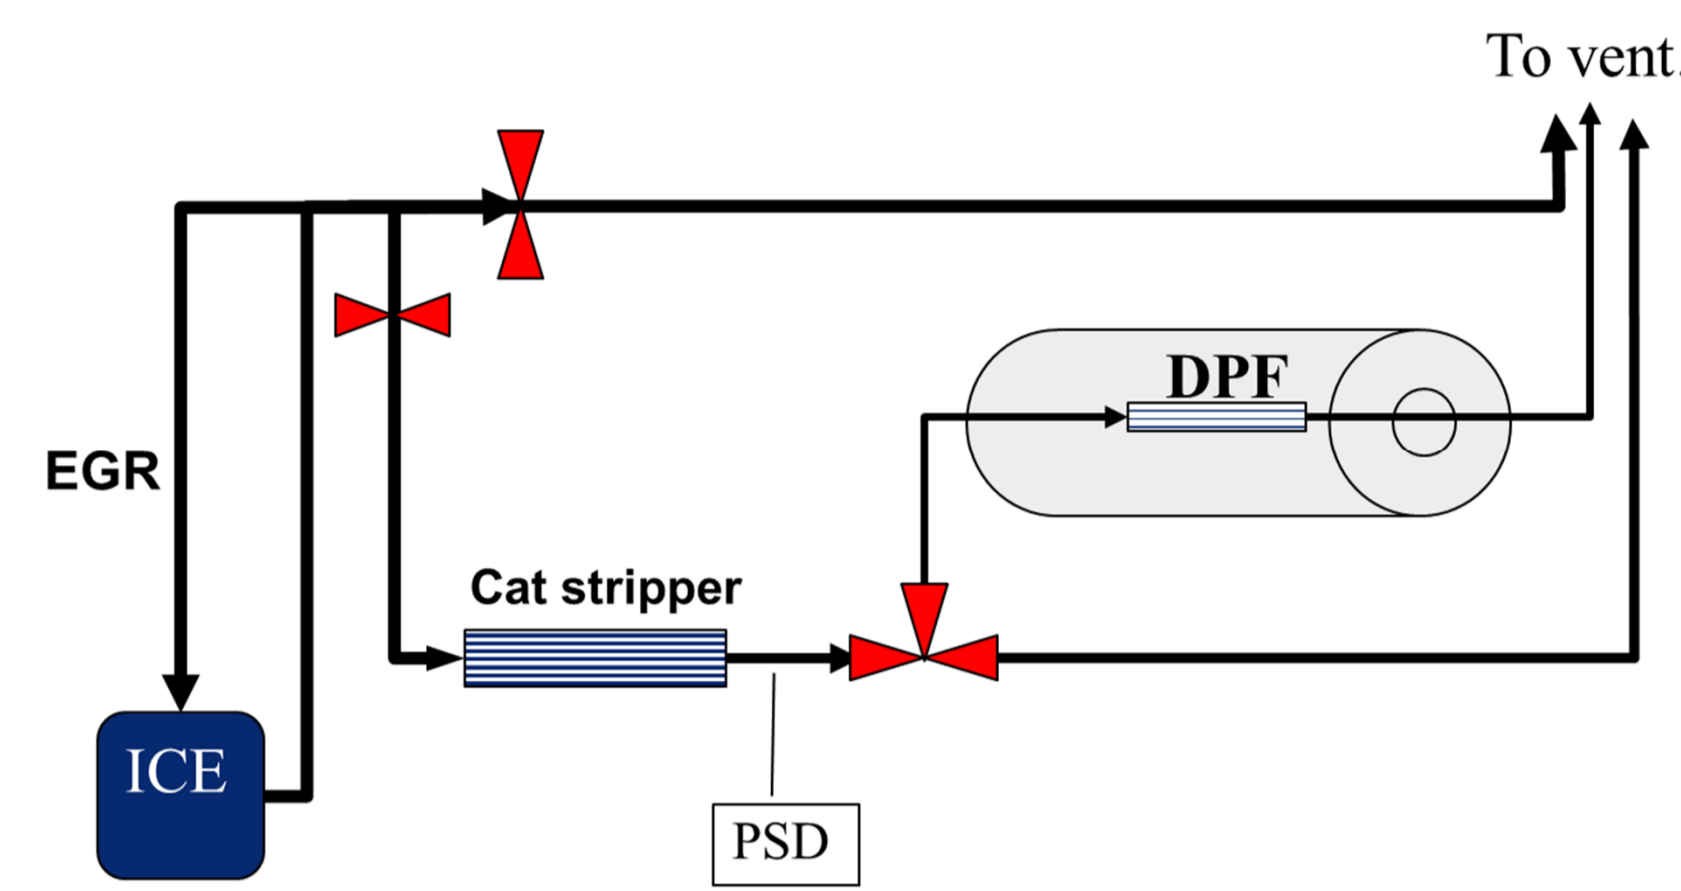 To vent.
DPF
EGR
Cat stripper
ICE
PSD